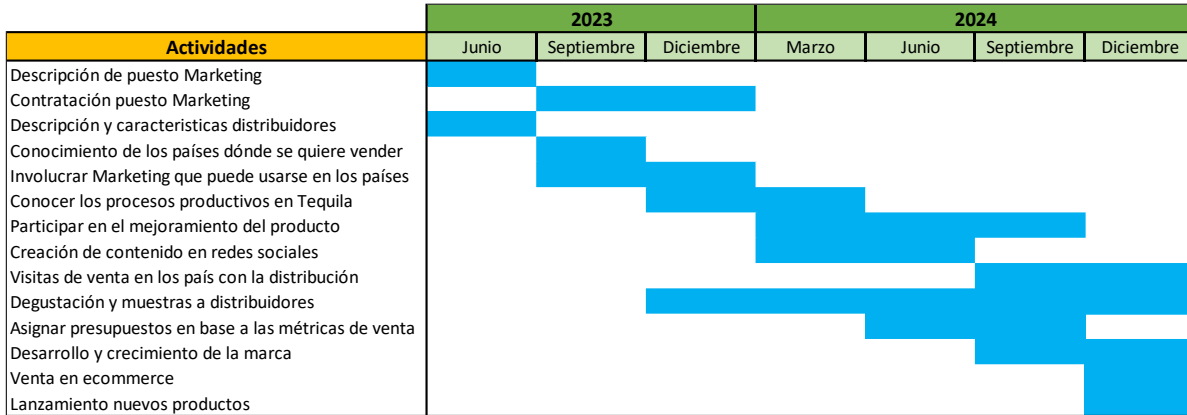 2023 2024
Actividades Junio Septiembre Diciembre Marzo Junio Septiembre Diciembre
Descripción de puesto Marketing
Contratación puesto Marketing
Descripción y caracteristicas distribuidores
Conocimiento de los países dónde se quiere vender
Involucrar Marketing que puede usarse en los países
Conocer los procesos productivos en Tequila
Participar en el mejoramiento del producto
Creación de contenido en redes sociales
Visitas de venta en los país con la distribución
Degustación y muestras a distribuidores
Asignar presupuestos en base a las métricas de venta
Desarrollo y crecimiento de la marca
Venta en ecommerce
Lanzamiento nuevos productos